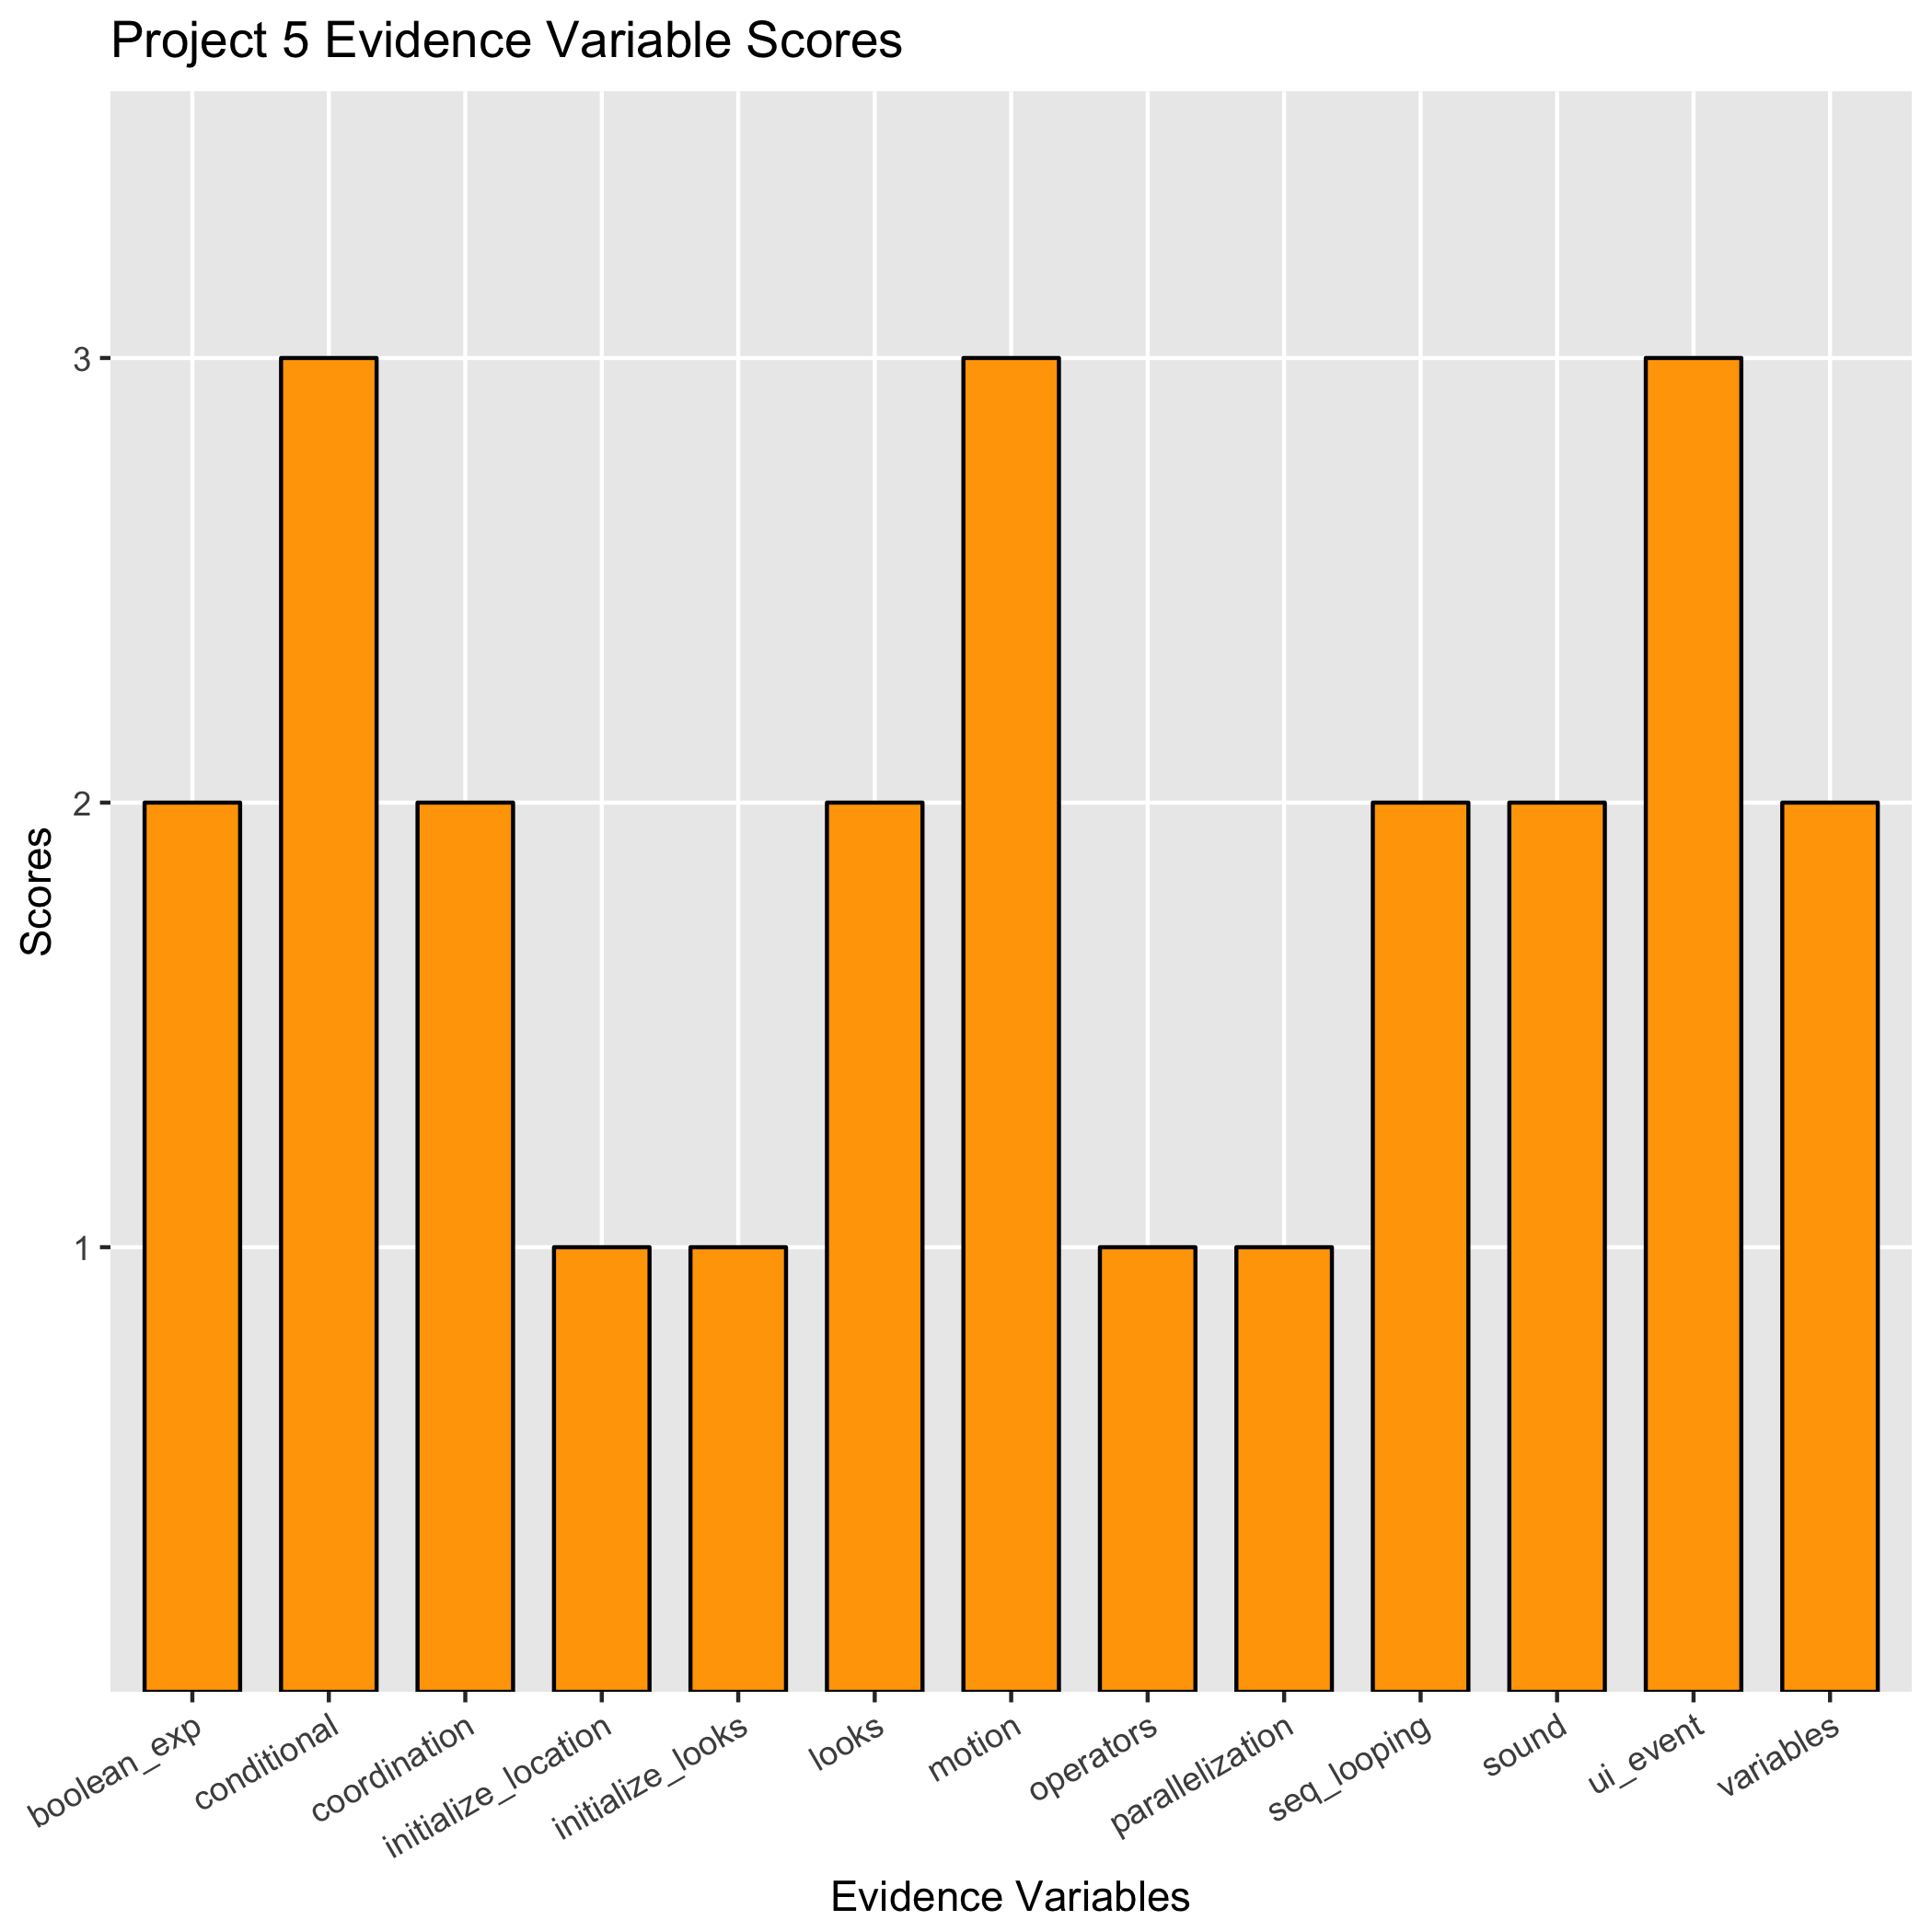 Project 5 Evidence Variable Scores
Scores
3
2
1
boolean_exp
conditional
coordination
initialize_location
initialize_looks
looks
motion
operators
parallelization
seq_looping
sound
ui_event
variables
Evidence Variables